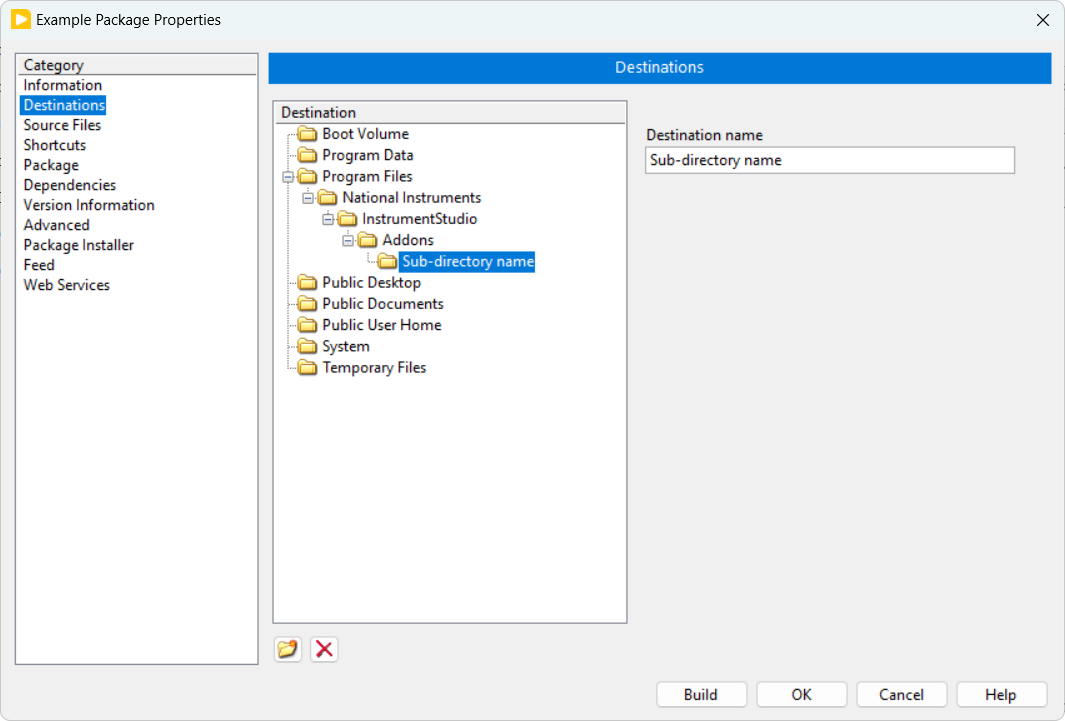 Example Package Properties
Category
Information
Destinations
Source Files
Shortcuts
Package
Dependencies
Version Information
Advanced
Package Installer
Feed
Web Services
Destinations
Destination
Boot Volume
Program Data
Program Files
National Instruments
InstrumentStudio
Addons
Sub-directory name
Public Desktop
Public Documents
Public User Home
System
Temporary Files
Destination name
Sub-directory name
Build
OK
Cancel
Help